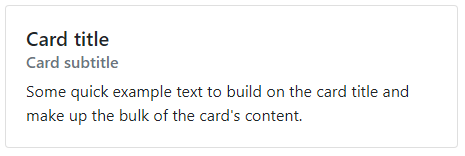 Card title
Card subtitle
Some quick example text to build on the card title and
make up the bulk of the card's content.